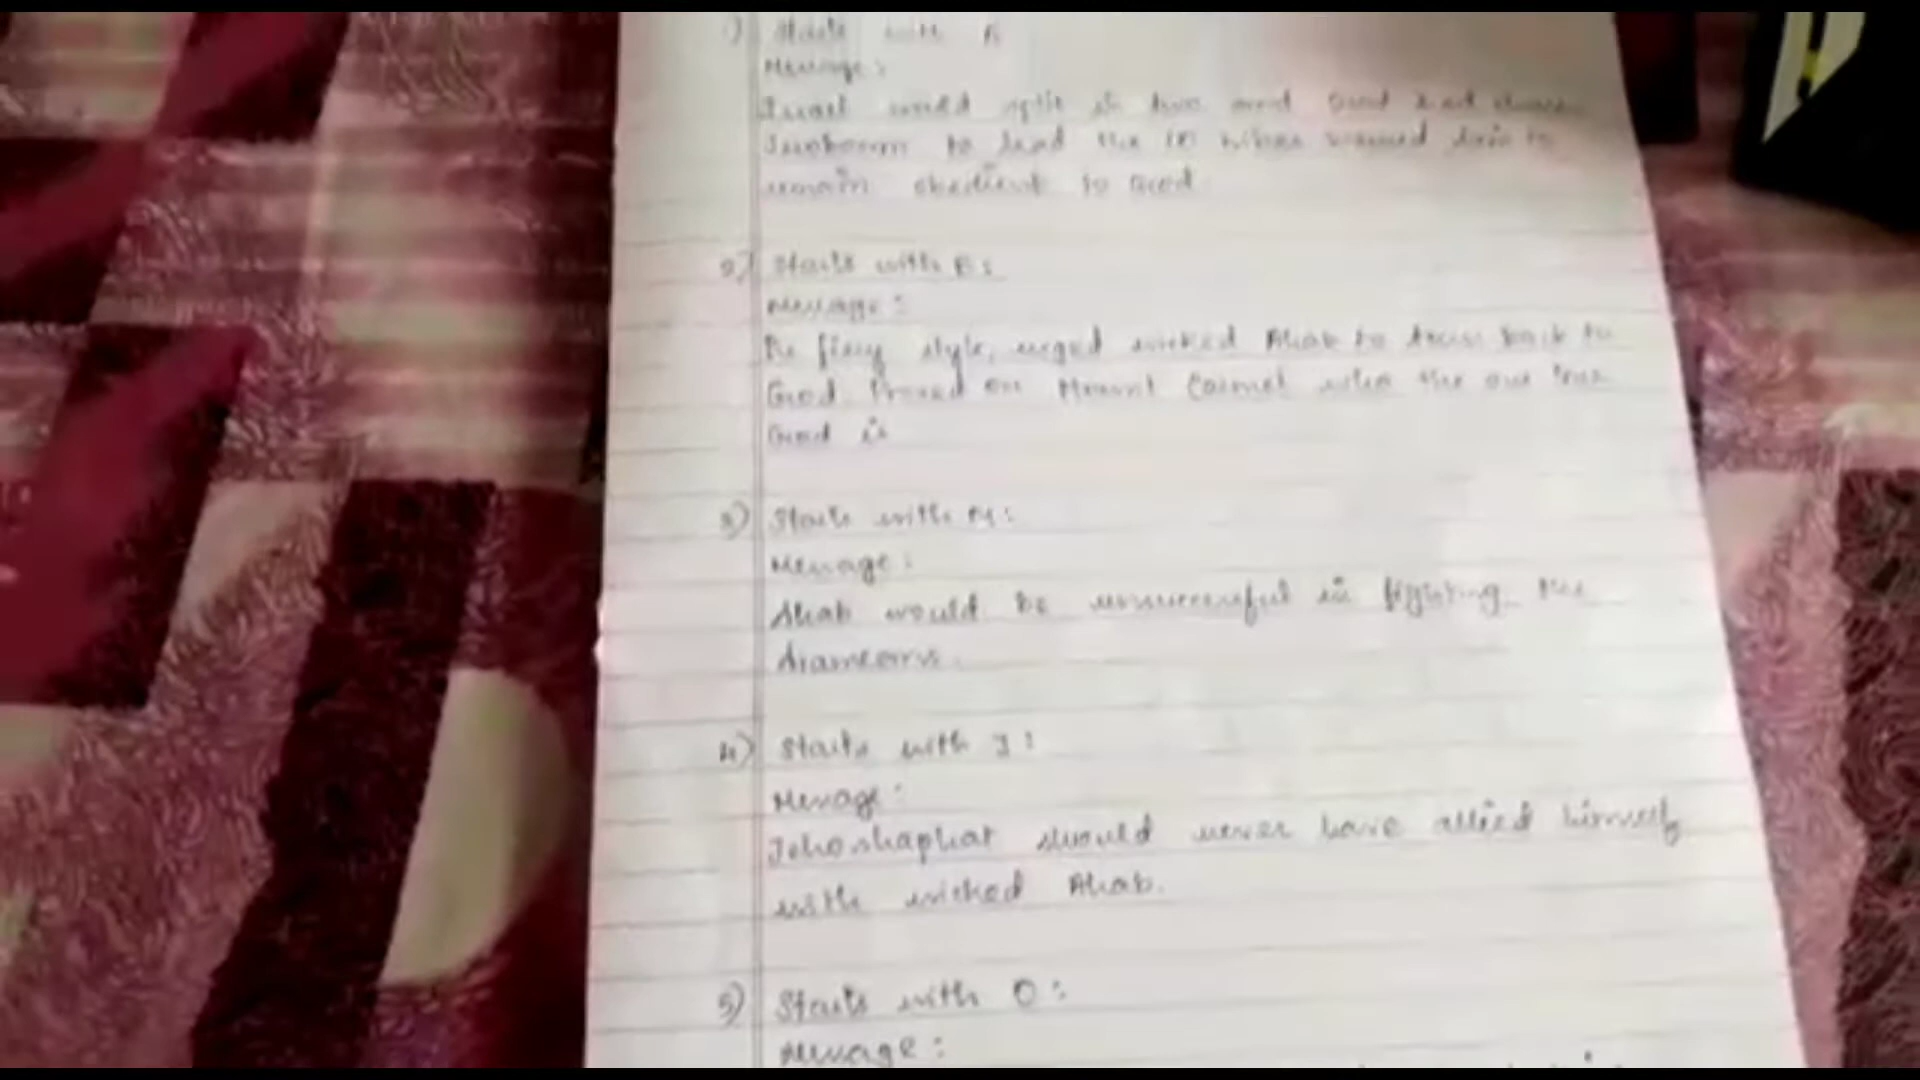 1) Starts with A
Message:
Israel would split in two and God had chosen
Jeroboam to lead the 10 tribes warned him to
remain obedient to God
2) Starts with E:
Message:
In fiery style, urged wicked Ahab to turn back to
God. Proved on Mount Carmel who the one true
God is
3) Starts with M:
Message:
Ahab would be unsuccessful in fighting the
Arameans.
4) Starts with J:
Message:
Jehoshaphat should never have allied himself
with wicked Ahab.
5) Starts with O:
Message: